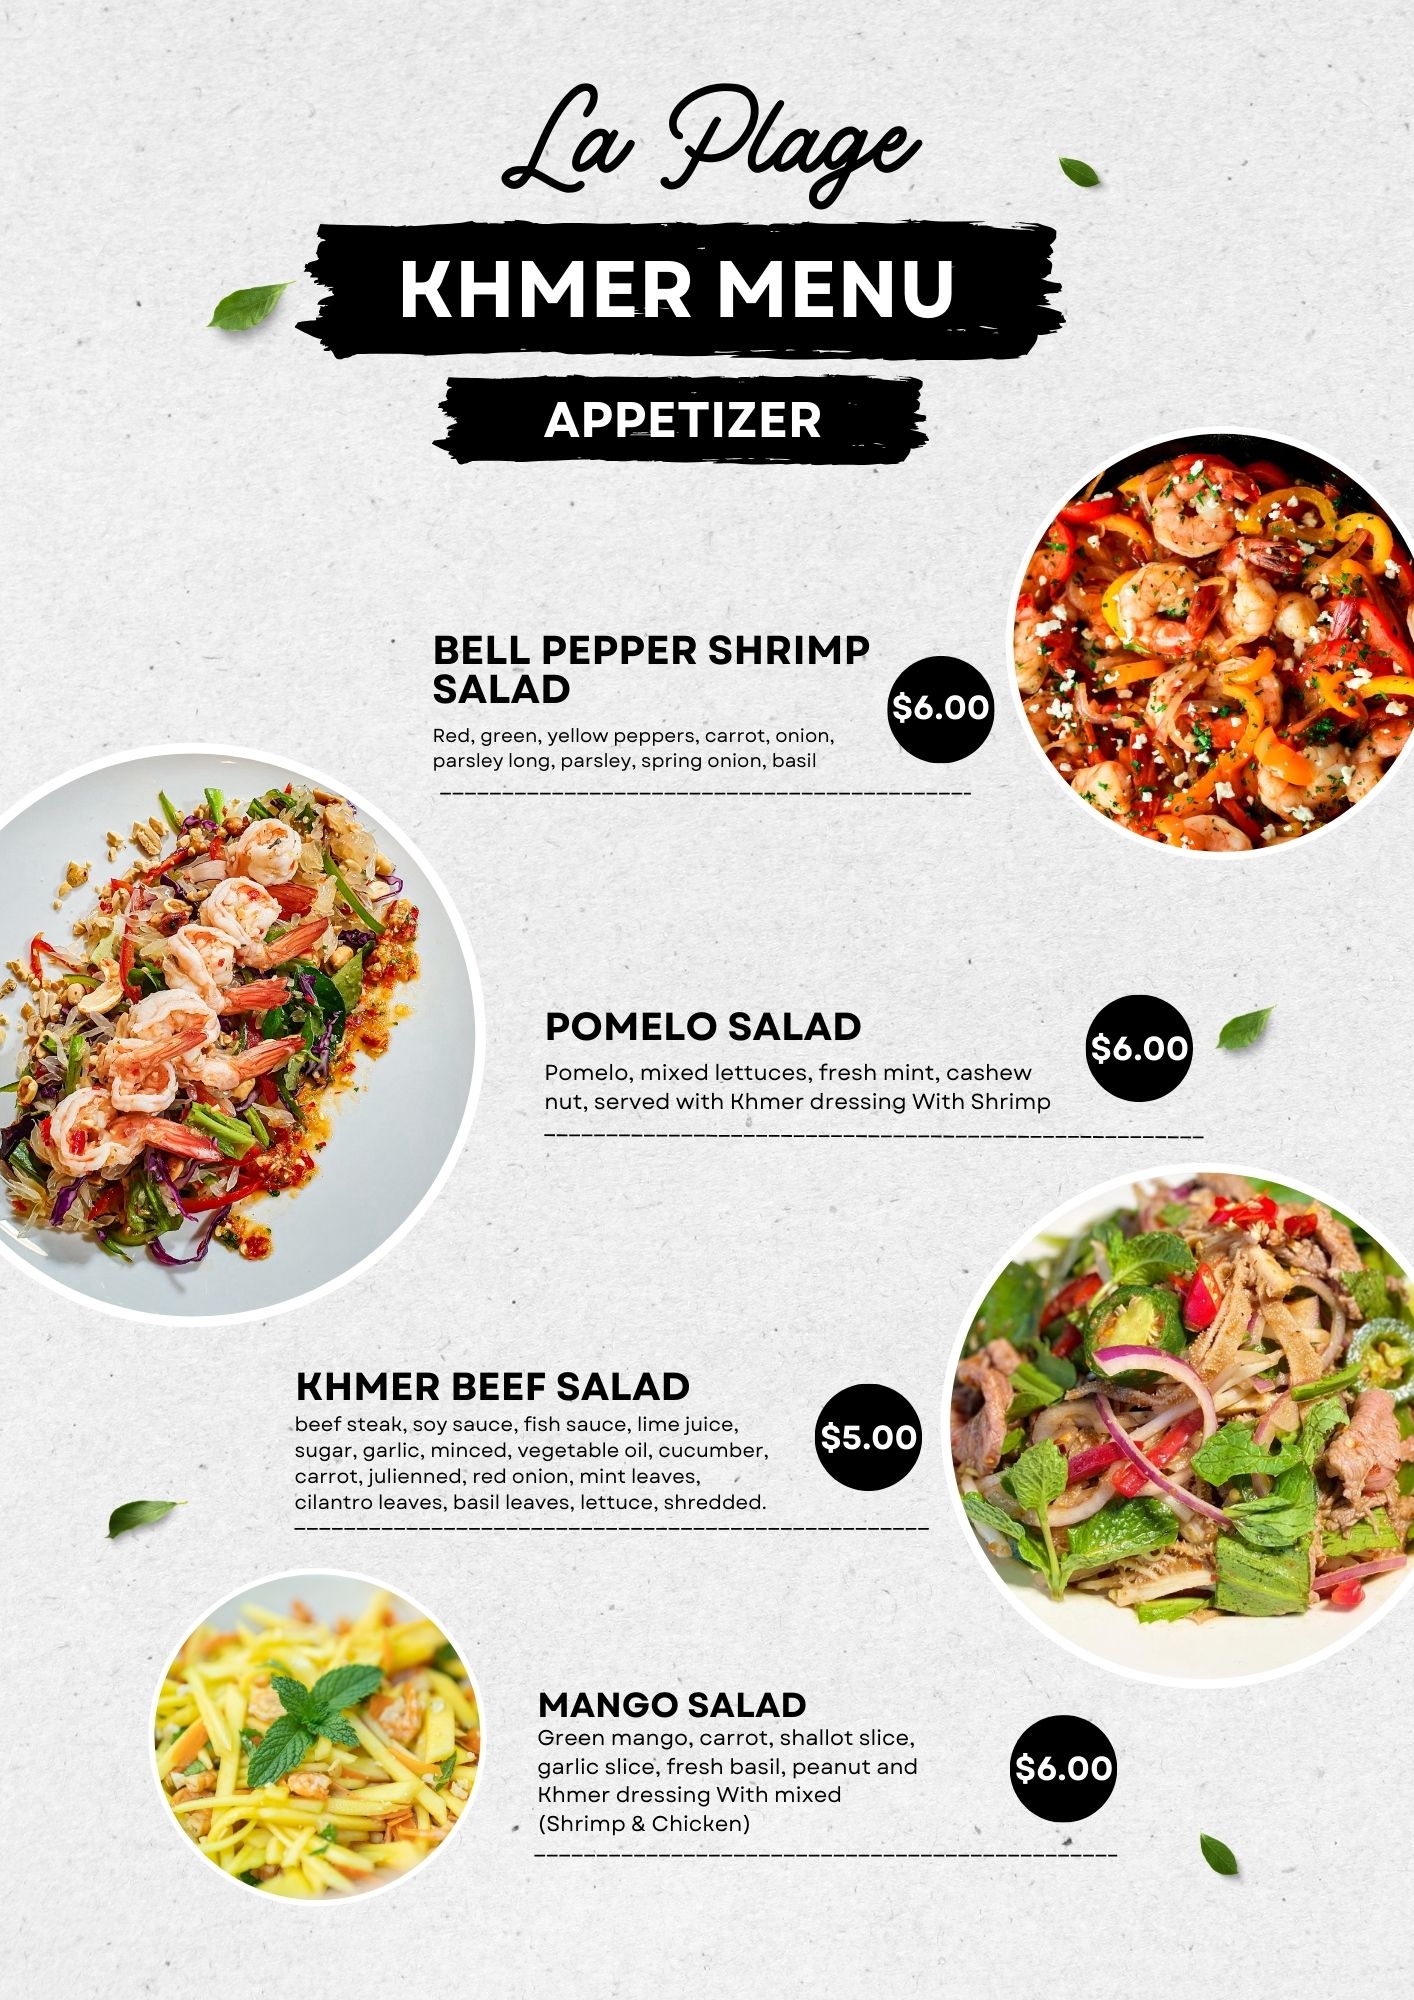 La Plage
KHMER MENU
APPETIZER
BELL PEPPER SHRIMP
SALAD
$6.00
Red, green, yellow peppers, carrot, onion,
parsley long, parsley, spring onion, basil
POMELO SALAD
$6.00
Pomelo, mixed lettuces, fresh mint, cashew
nut, served with Khmer dressing With Shrimp
KHMER BEEF SALAD
beef steak, soy sauce, fish sauce, lime juice,
$5.00
sugar, garlic, minced, vegetable oil, cucumber,
carrot, julienned, red onion, mint leaves,
cilantro leaves, basil leaves, lettuce, shredded.
MANGO SALAD
Green mango, carrot, shallot slice,
garlic slice, fresh basil, peanut and
$6.00
Khmer dressing With mixed
(Shrimp & Chicken)